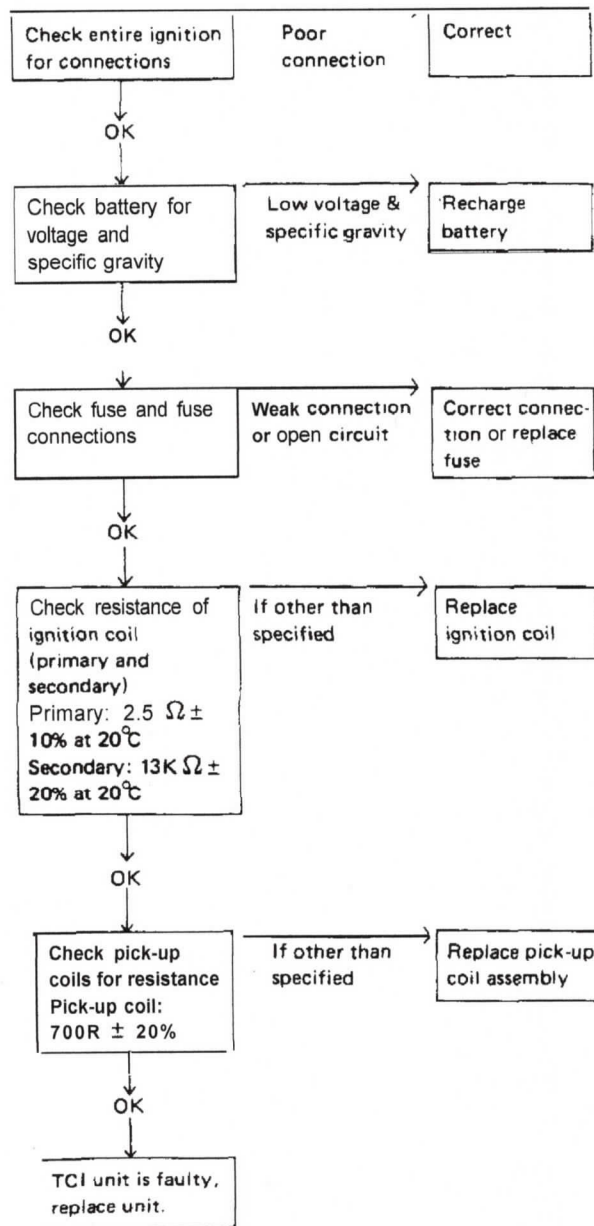 Check entire ignition
for connections
Poor
connection
Correct
OK
Check battery for
voltage and
specific gravity
Low voltage &
specific gravity
Recharge
battery
OK
Check fuse and fuse
connections
Weak connection
or open circuit
Correct connec-
tion or replace
fuse
OK
Check resistance of
ignition coil
(primary and
secondary)
Primary: 2.5 Ω ±
10% at 20°C
Secondary: 13K Ω ±
20% at 20°C
If other than
specified
Replace
ignition coil
OK
Check pick-up
coils for resistance
Pick-up coil:
700R ± 20%
If other than
specified
Replace pick-up
coil assembly
OK
TCI unit is faulty,
replace unit.